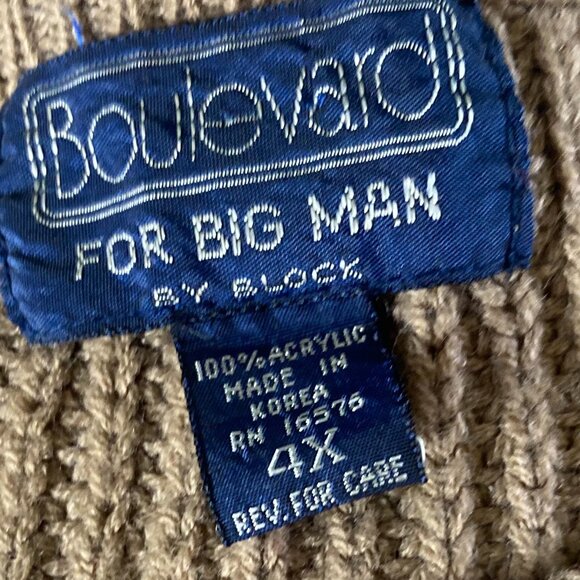 Boulevard
FOR BIG MAN
BY BLOCK
100% ACRYLIC
MADE IN
KOREA
RN 16576
4X
REV. FOR CARE